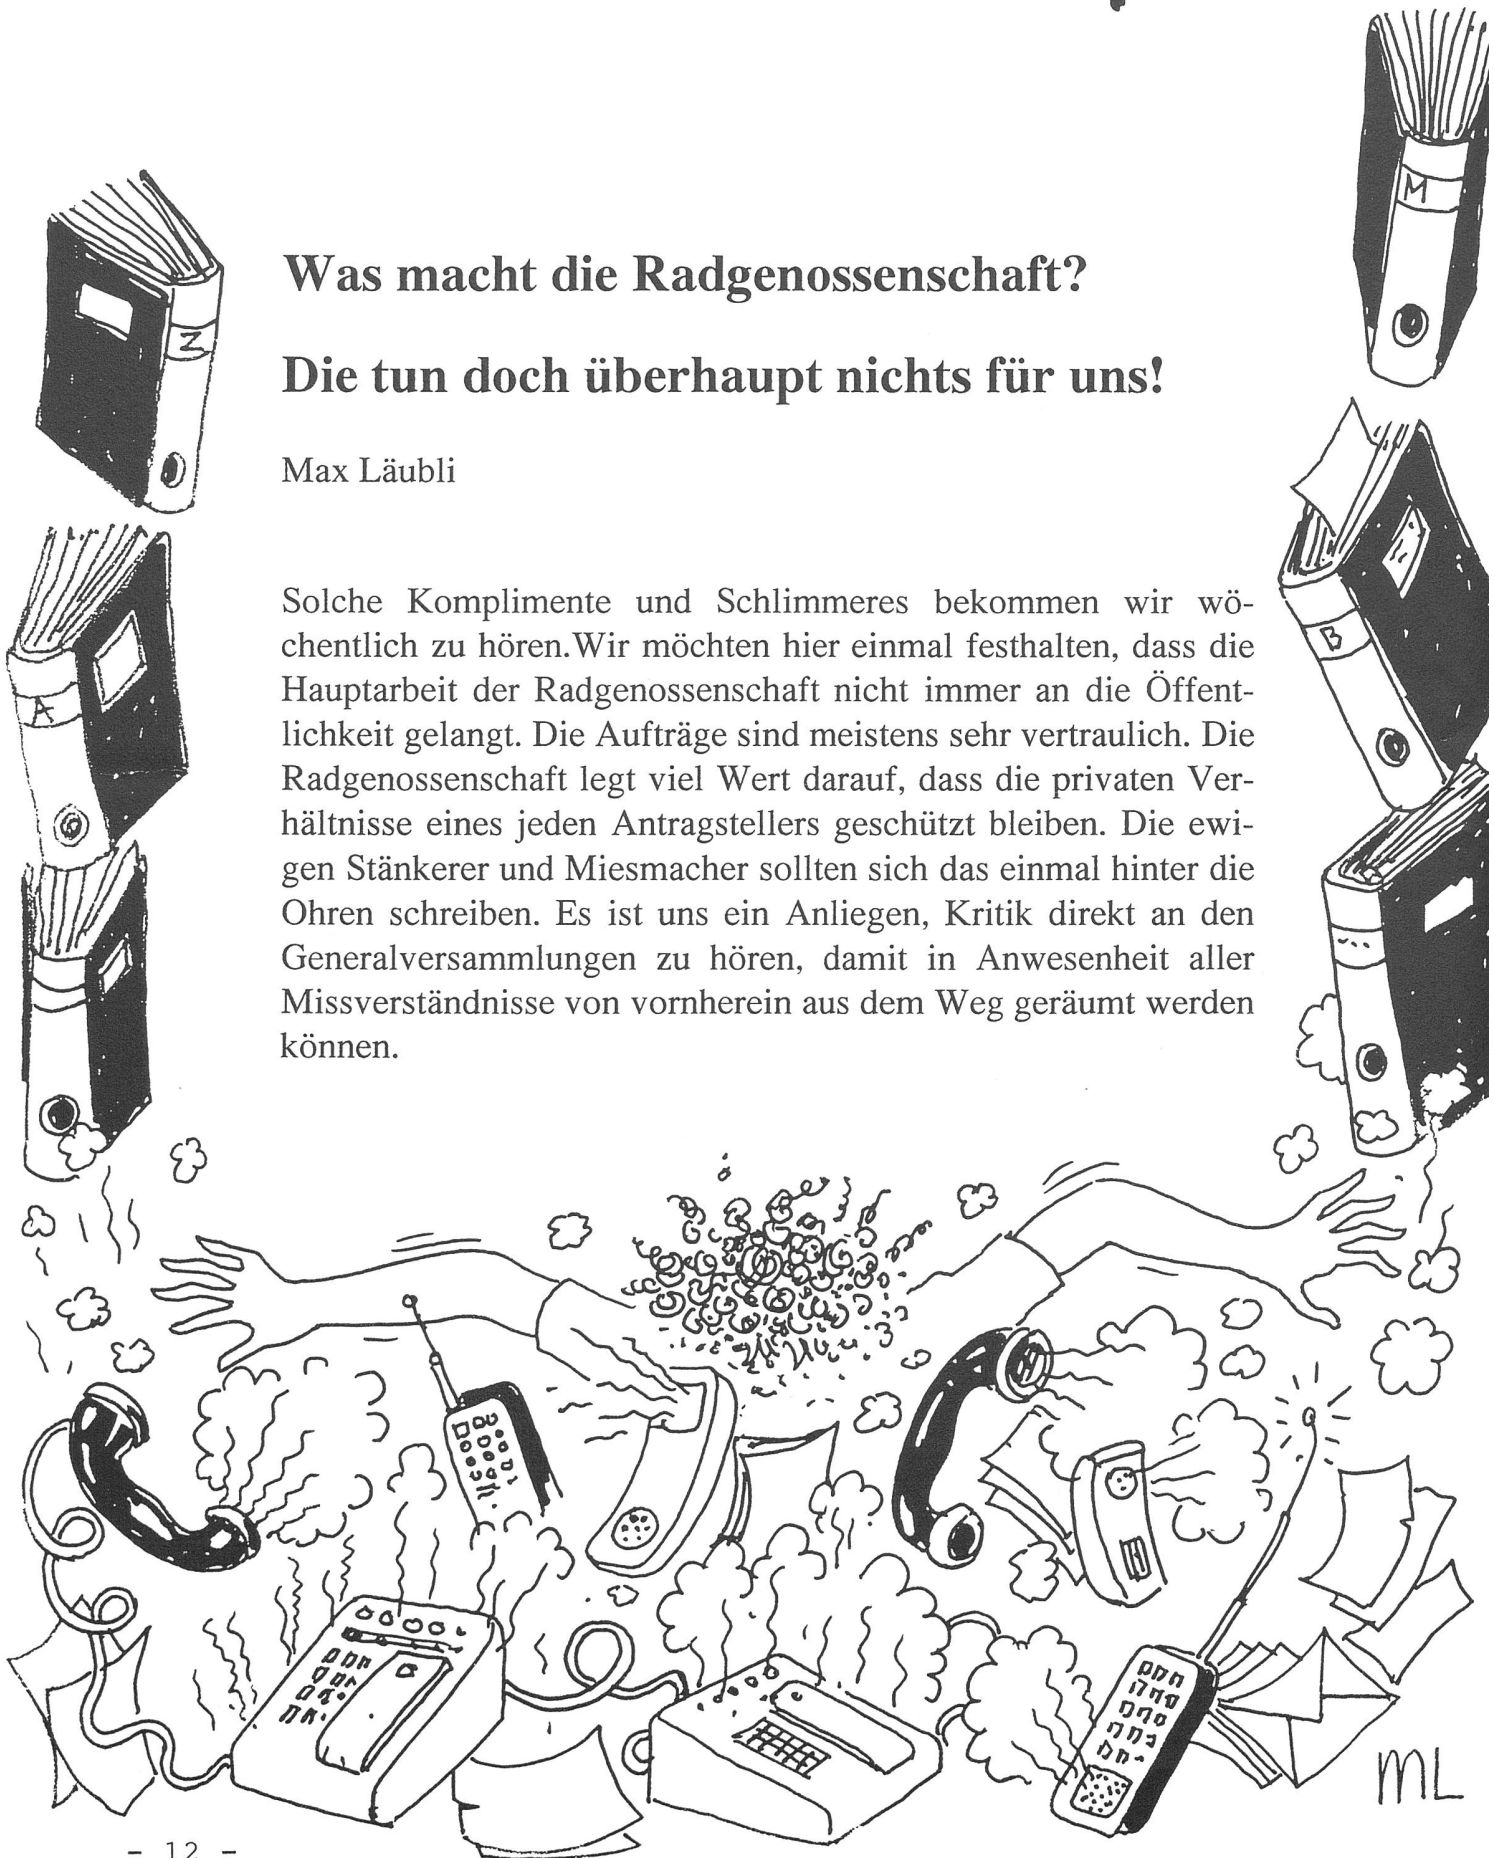 M
Z
Was macht die Radgenossenschaft?
Die tun doch überhaupt nichts für uns!
Max Läubli
Solche Komplimente und Schlimmeres bekommen wir wö-
chentlich zu hören.Wir möchten hier einmal festhalten, dass die
Hauptarbeit der Radgenossenschaft nicht immer an die Öffent-
lichkeit gelangt. Die Aufträge sind meistens sehr vertraulich. Die
Radgenossenschaft legt viel Wert darauf, dass die privaten Ver-
hältnisse eines jeden Antragstellers geschützt bleiben. Die ewi-
gen Stänkerer und Miesmacher sollten sich das einmal hinter die
Ohren schreiben. Es ist uns ein Anliegen, Kritik direkt an den
Generalversammlungen zu hören, damit in Anwesenheit aller
Missverständnisse von vornherein aus dem Weg geräumt werden
können.
B
A
ML
- 12 -